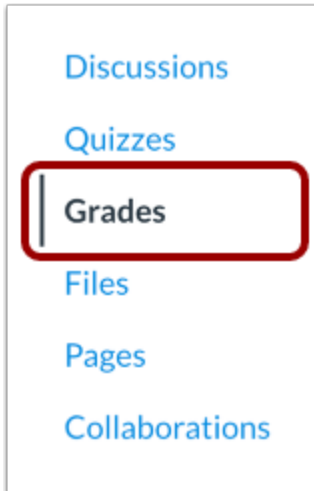 Discussions
Quizzes
Grades
Files
Pages
Collaborations